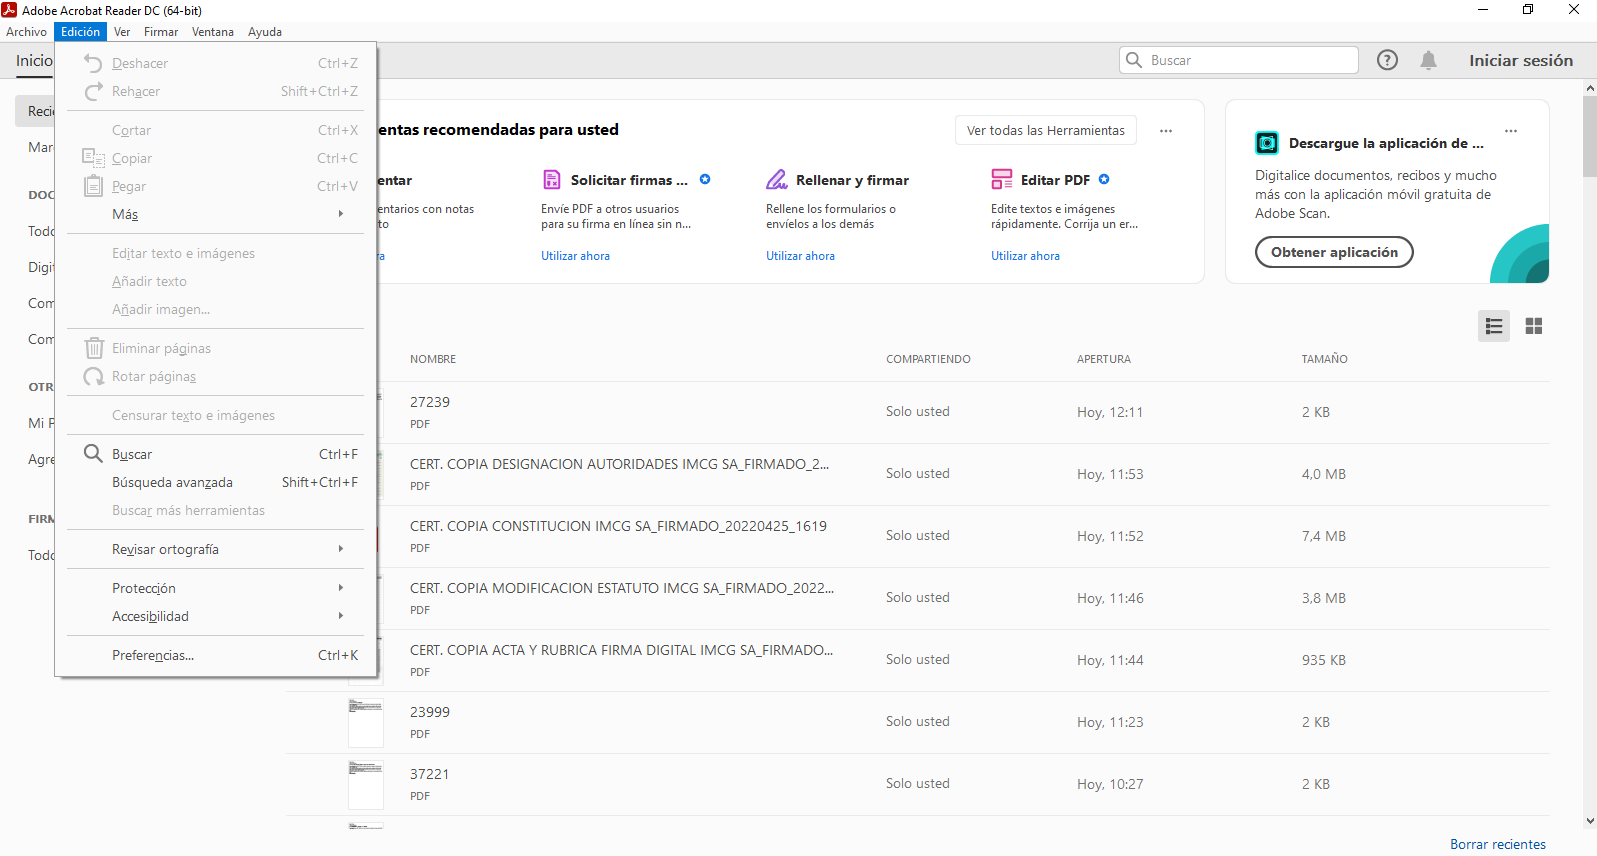 Adobe Acrobat Reader DC (64-bit)
Archivo Edición Ver Firmar Ventana Ayuda
Inicio
Buscar
Iniciar sesión
Deshacer Ctrl+Z
Rehacer Shift+Ctrl+Z
Cortar Ctrl+X
Copiar Ctrl+C
Pegar Ctrl+V
Más
Editar texto e imágenes
Añadir texto
Añadir imagen...
Eliminar páginas
Rotar páginas
Censurar texto e imágenes
Buscar Ctrl+F
Búsqueda avanzada Shift+Ctrl+F
Buscar más herramientas
Revisar ortografía
Protección
Accesibilidad
Preferencias... Ctrl+K
Reci
Mar
DOC
Todo
Digit
Com
Com
OTR
Mi P
Agre
FIRM
Todo
entas recomendadas para usted
Ver todas las Herramientas
...
entar
entarios con notas
to
ra
Solicitar firmas ...
Envíe PDF a otros usuarios
para su firma en línea sin n...
Utilizar ahora
Rellenar y firmar
Rellene los formularios o
envíelos a los demás
Utilizar ahora
Editar PDF
Edite textos e imágenes
rápidamente. Corrija un er...
Utilizar ahora
Descargue la aplicación de ...
...
Digitalice documentos, recibos y mucho
más con la aplicación móvil gratuita de
Adobe Scan.
Obtener aplicación
NOMBRE COMPARTIENDO APERTURA TAMAÑO
27239 Solo usted Hoy, 12:11 2 KB
PDF
CERT. COPIA DESIGNACION AUTORIDADES IMCG SA_FIRMADO_2... Solo usted Hoy, 11:53 4,0 MB
PDF
CERT. COPIA CONSTITUCION IMCG SA_FIRMADO_20220425_1619 Solo usted Hoy, 11:52 7,4 MB
PDF
CERT. COPIA MODIFICACION ESTATUTO IMCG SA_FIRMADO_2022... Solo usted Hoy, 11:46 3,8 MB
PDF
CERT. COPIA ACTA Y RUBRICA FIRMA DIGITAL IMCG SA_FIRMADO... Solo usted Hoy, 11:44 935 KB
PDF
23999 Solo usted Hoy, 11:23 2 KB
PDF
37221 Solo usted Hoy, 10:27 2 KB
PDF
Borrar recientes